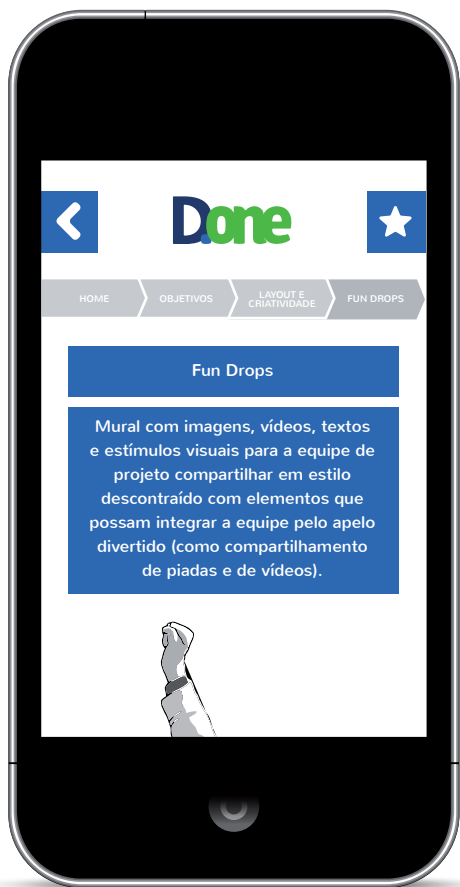 D.one
HOME
OBJETIVOS
LAYOUT E
CRIATIVIDADE
FUN DROPS
Fun Drops
Mural com imagens, vídeos, textos
e estímulos visuais para a equipe de
projeto compartilhar em estilo
descontraído com elementos que
possam integrar a equipe pelo apelo
divertido (como compartilhamento
de piadas e de vídeos).